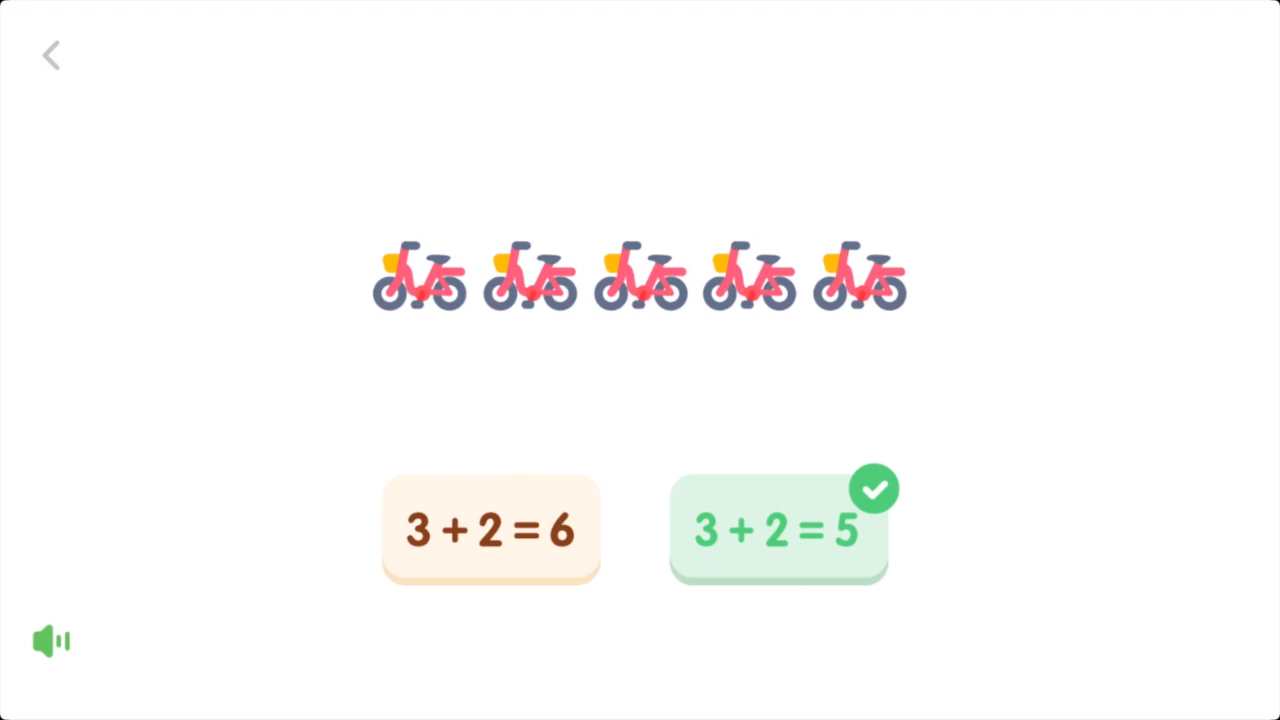 3 + 2 = 6
3 + 2 = 5